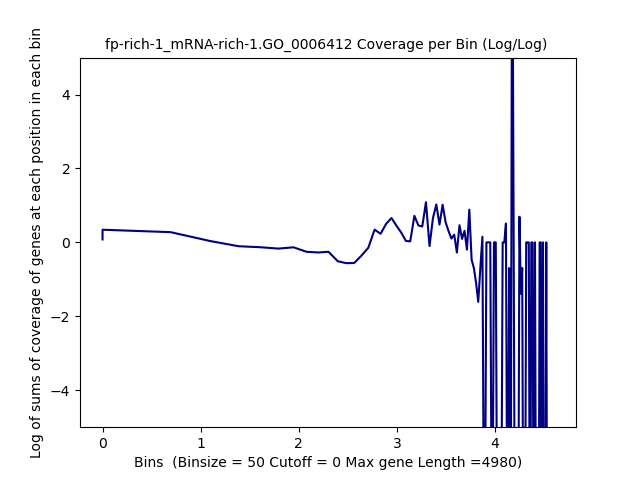 fp-rich-1_mRNA-rich-1.GO_0006412 Coverage per Bin (Log/Log)
Log of sums of coverage of genes at each position in each bin
4
2
0
−2
−4
0 1 2 3 4
Bins  (Binsize = 50 Cutoff = 0 Max gene Length =4980)